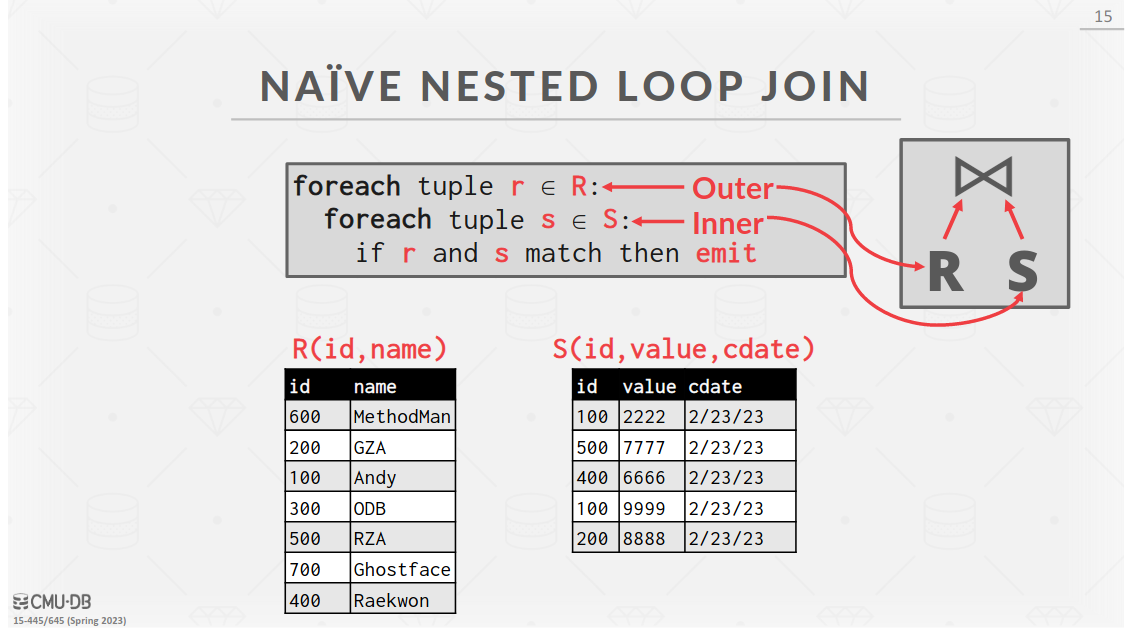 15
NAÏVE NESTED LOOP JOIN
foreach tuple r ∈ R: Outer
foreach tuple s ∈ S: Inner
if r and s match then emit
⋈
R S
R(id,name)
id name
600 MethodMan
200 GZA
100 Andy
300 ODB
500 RZA
700 Ghostface
400 Raekwon
S(id,value,cdate)
id value cdate
100 2222 2/23/23
500 7777 2/23/23
400 6666 2/23/23
100 9999 2/23/23
200 8888 2/23/23
CMU·DB
15-445/645 (Spring 2023)